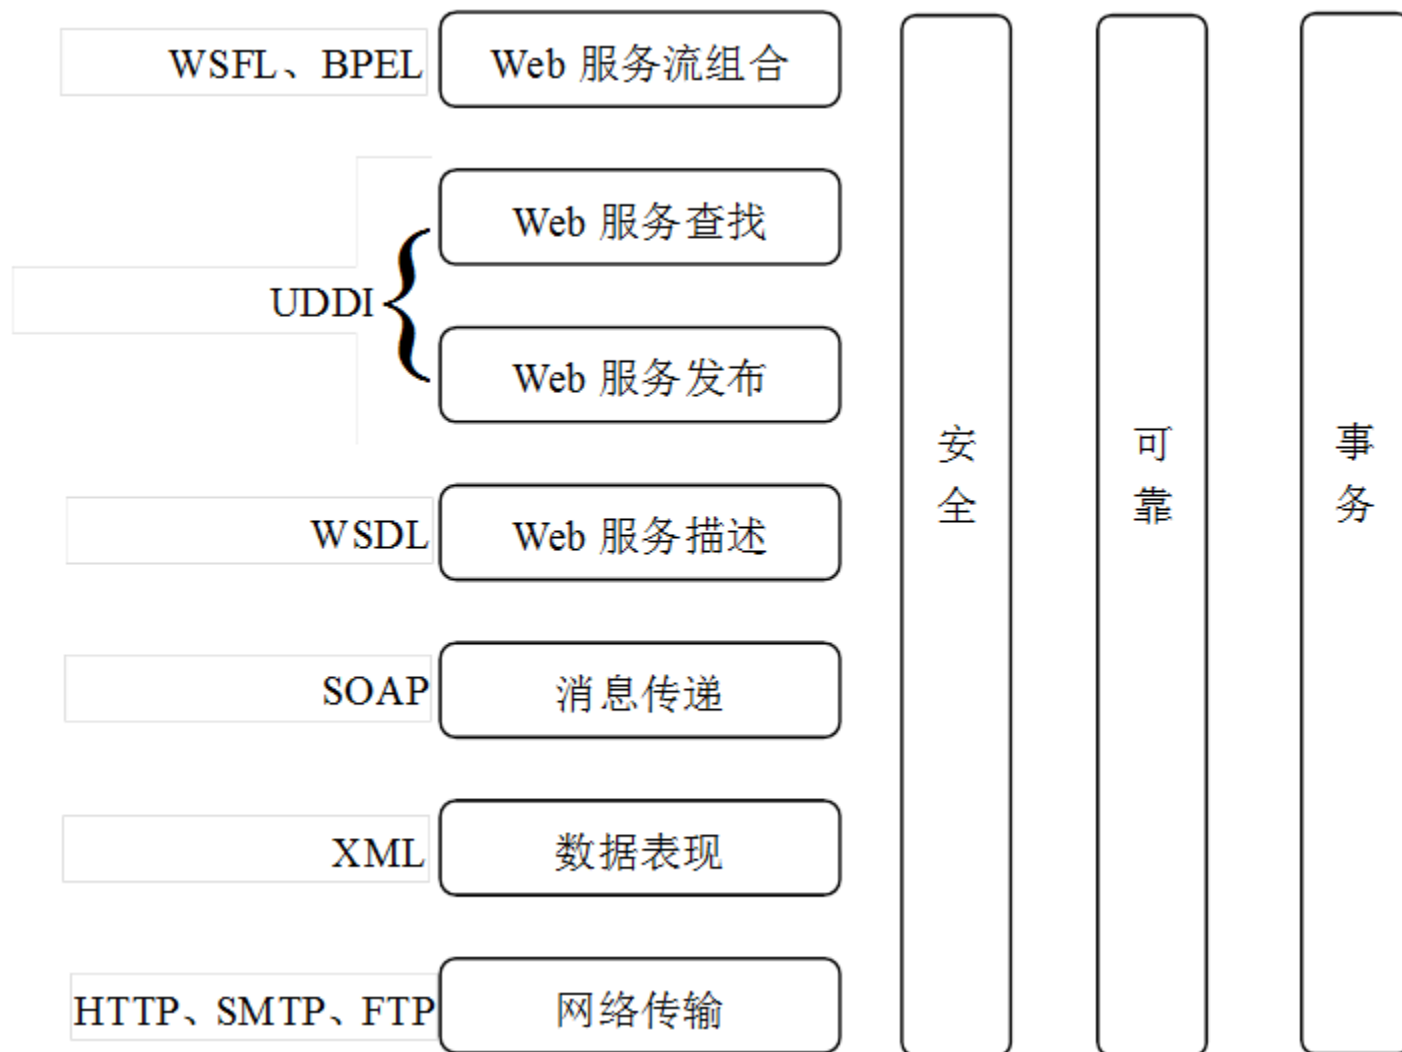 WSFL、BPEL
Web 服务流组合
Web 服务查找
UDDI
Web 服务发布
WSDL
Web 服务描述
SOAP
消息传递
XML
数据表现
HTTP、SMTP、FTP
网络传输
安
全
可
靠
事
务